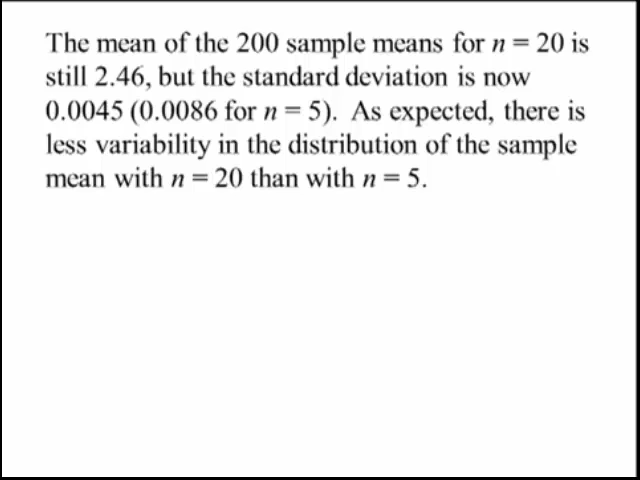 The mean of the 200 sample means for n = 20 is
still 2.46, but the standard deviation is now
0.0045 (0.0086 for n = 5).  As expected, there is
less variability in the distribution of the sample
mean with n = 20 than with n = 5.